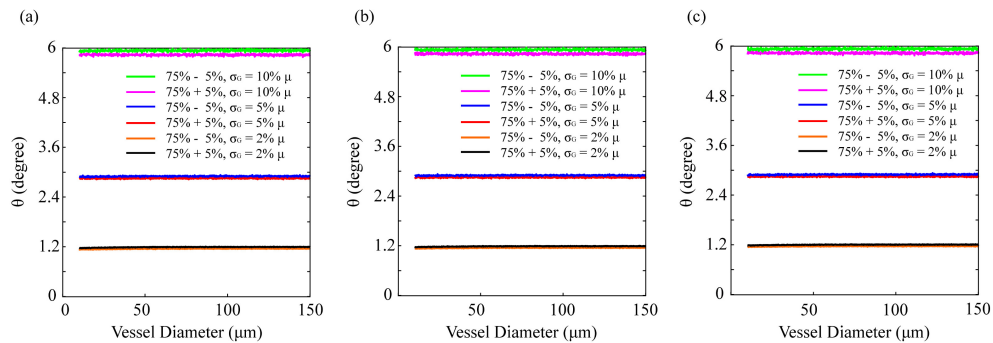 (a)
6
4.8
3.6
2.4
1.2
0
θ (degree)
75% - 5%, σG = 10% μ
75% + 5%, σG = 10% μ
75% - 5%, σG = 5% μ
75% + 5%, σG = 5% μ
75% - 5%, σG = 2% μ
75% + 5%, σG = 2% μ
0 50 100 150
Vessel Diameter (μm)
(b)
6
4.8
3.6
2.4
1.2
0
θ (degree)
75% - 5%, σG = 10% μ
75% + 5%, σG = 10% μ
75% - 5%, σG = 5% μ
75% + 5%, σG = 5% μ
75% - 5%, σG = 2% μ
75% + 5%, σG = 2% μ
50 100 150
Vessel Diameter (μm)
(c)
6
4.8
3.6
2.4
1.2
0
θ (degree)
75% - 5%, σG = 10% μ
75% + 5%, σG = 10% μ
75% - 5%, σG = 5% μ
75% + 5%, σG = 5% μ
75% - 5%, σG = 2% μ
75% + 5%, σG = 2% μ
50 100 150
Vessel Diameter (μm)